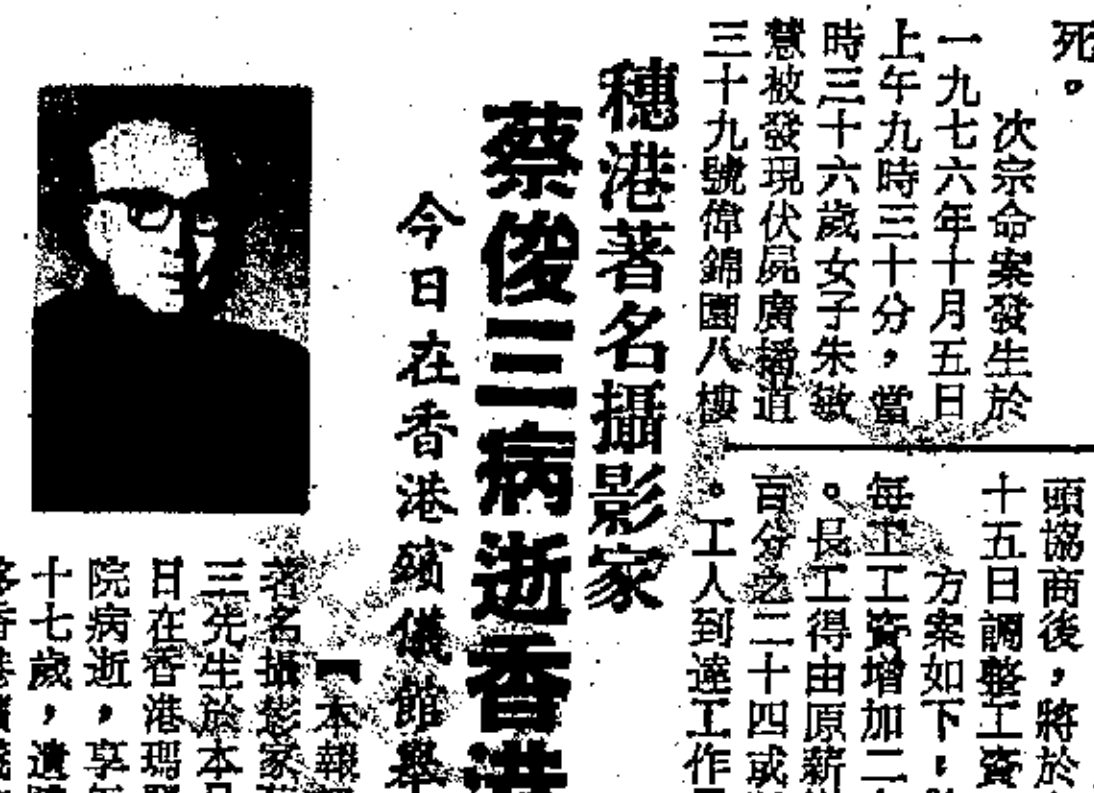 死。
次宗命案發生於
一九七六年十月五日
上午九時三十分，當
時三十六歲女子朱敏
慧被發現伏屍廣播道
三十九號偉錦園八樓
頭協商後，將於
十五日調整工資
方案如下：
每工工資增加二
。長工得由原薪
百分之二十四或
。工人到達工作
穗港著名攝影家
蔡俊三病逝香港
今日在香港殯儀館舉
【本報
著名攝影家
三先生於本
日在香港瑪
院病逝，享年
十七歲，遺
香港殯儀